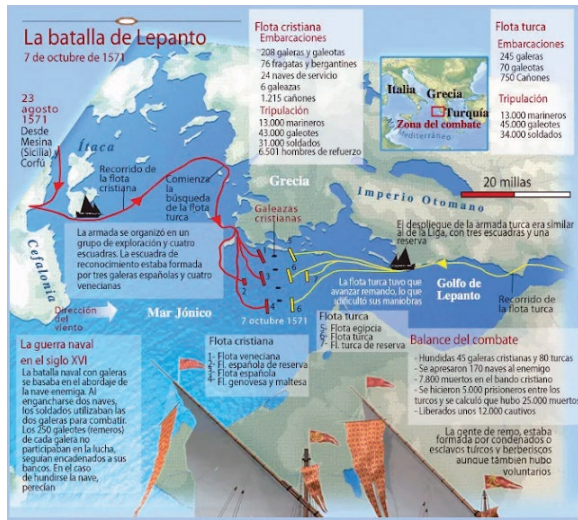 La batalla de Lepanto
7 de octubre de 1571
Flota cristiana
Embarcaciones
208 galeras y galeotas
76 fragatas y bergantines
24 naves de servicio
6 galeazas
1.215 cañones
Tripulación
13.000 marineros
43.000 galeotes
31.000 soldados
6.501 hombres de refuerzo
Flota turca
Embarcaciones
245 galeras
70 galeotas
750 Cañones
Tripulación
13.000 marineros
45.000 galeotes
34.000 soldados
Italia
Grecia
Turquía
Zona del combate
Mediterráneo
23
agosto
1571
Desde
Mesina
(Sicilia) y
Corfú
Ítaca
Recorrido de
la flota
cristiana
Comienza
la
búsqueda
de la flota
turca
Grecia
Galeazas
cristianas
Imperio Otomano
20 millas
El despliegue de la armada turca era similar
al de la Liga, con tres escuadras y una
reserva
La armada se organizó en un
grupo de exploración y cuatro
escuadras. La escuadra de
reconocimiento estaba formada
por tres galeras españolas y cuatro
venecianas
Cefalonia
Dirección
del
viento
Mar Jónico
7 octubre 1571
La flota turca tuvo que
avanzar remando, lo que
dificultó sus maniobras
Golfo de
Lepanto
Recorrido de
la flota turca
Flota turca
5- Flota egipcia
6- Flota turca
7- Fl. turca de reserva
Flota cristiana
1- Flota veneciana
2- Fl. española de reserva
3- Flota española
4- Fl. genovesa y maltesa
La guerra naval
en el siglo XVI
La batalla naval con galeras
se basaba en el abordaje de
la nave enemiga. Al
engancharse dos naves,
los soldados utilizaban las
dos galeras para combatir.
Los 250 galeotes (remeros)
de cada galera no
participaban en la lucha,
seguían encadenados a sus
bancos. En el caso
de hundirse la nave,
perecían
Balance del combate
- Hundidas 45 galeras cristianas y 80 turcas
- Se apresaron 170 naves al enemigo
- 7.800 muertos en el bando cristiano
- Se hicieron 5.000 prisioneros entre los
turcos y se calculó que hubo 25.000 muertos
- Liberados unos 12.000 cautivos
La gente de remo, estaba
formada por condenados o
esclavos turcos y berberiscos
aunque también hubo
voluntarios